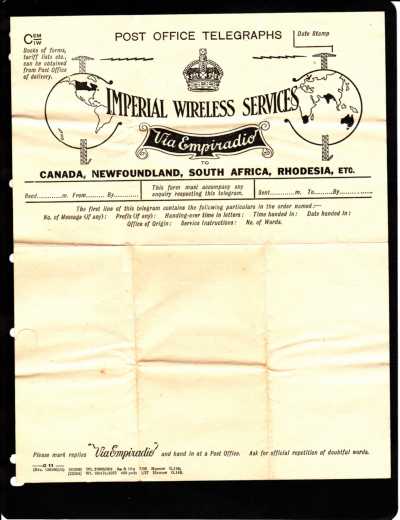 POST OFFICE TELEGRAPHS
Date Stamp
C EM
IW
Books of forms,
tariff lists etc.,
can be obtained
from Post Office
of delivery.
IMPERIAL WIRELESS SERVICES
Via Empiradio
TO
CANADA, NEWFOUNDLAND, SOUTH AFRICA, RHODESIA, ETC.
This form must accompany any
enquiry respecting this telegram.
Recd.............m. From............By............
Sent............m. To.......By...............
The first line of this telegram contains the following particulars in the order named:—
No. of Message (if any): Prefix (if any): Handing-over time in letters: Time handed in: Date handed in:
Office of Origin: Service Instructions: No. of Words.
Please mark replies "Via Empiradio" and hand in at a Post Office. Ask for official repetition of doubtful words.